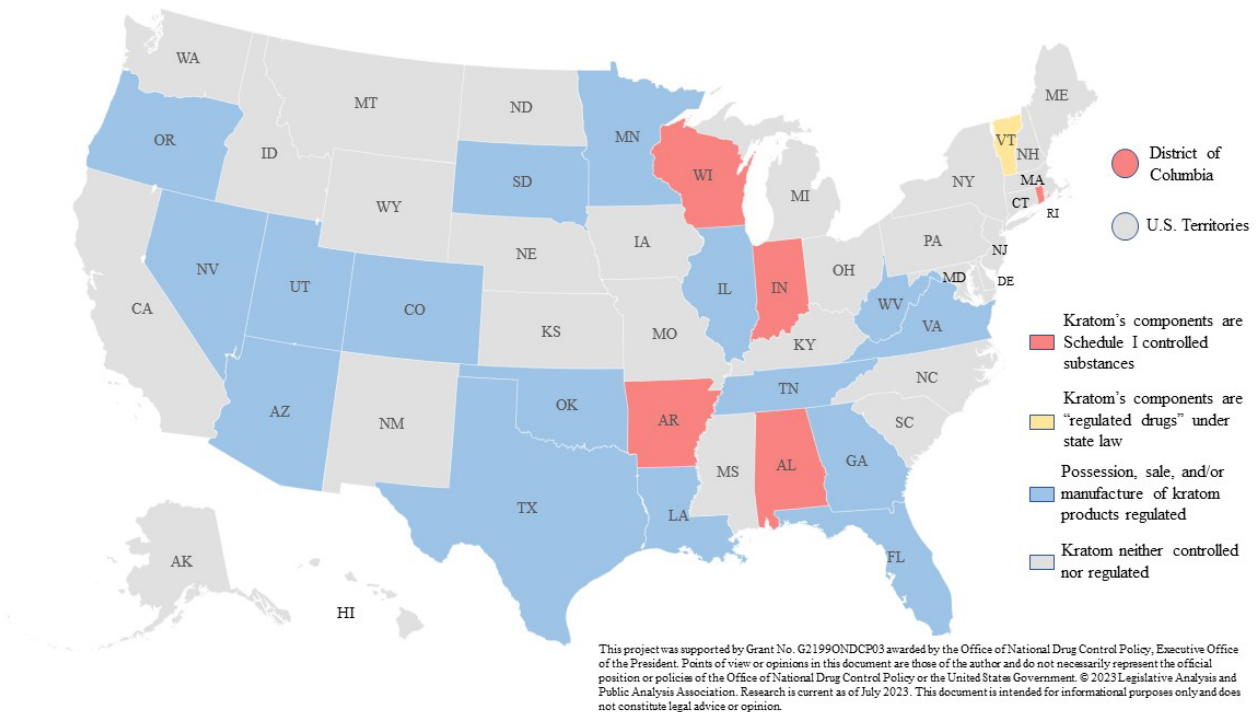 WA
MT
ND
MN
ME
OR
ID
SD
WI
VT
NH
WY
MI
NY
MA
CT
RI
NV
UT
CO
NE
IA
IL
IN
OH
PA
NJ
MD
DE
CA
KS
MO
KY
WV
VA
AZ
NM
OK
AR
TN
NC
SC
TX
LA
MS
AL
GA
FL
AK
HI
District of
Columbia
U.S. Territories
Kratom’s components are
Schedule I controlled
substances
Kratom’s components are
“regulated drugs” under
state law
Possession, sale, and/or
manufacture of kratom
products regulated
Kratom neither controlled
nor regulated
This project was supported by Grant No. G2199ONDCP03 awarded by the Office of National Drug Control Policy, Executive Office
of the President. Points of view or opinions in this document are those of the author and do not necessarily represent the official
position or policies of the Office of National Drug Control Policy or the United States Government. © 2023 Legislative Analysis and
Public Analysis Association. Research is current as of July 2023. This document is intended for informational purposes only and does
not constitute legal advice or opinion.